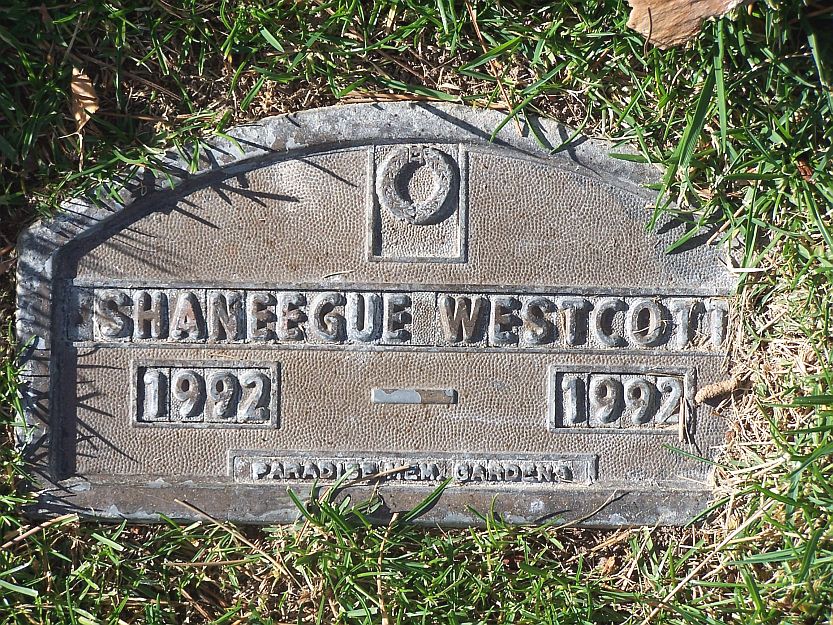 SHANEEGUE WESTCOTT
1992 — 1992
PARADISE MEM. GARDENS